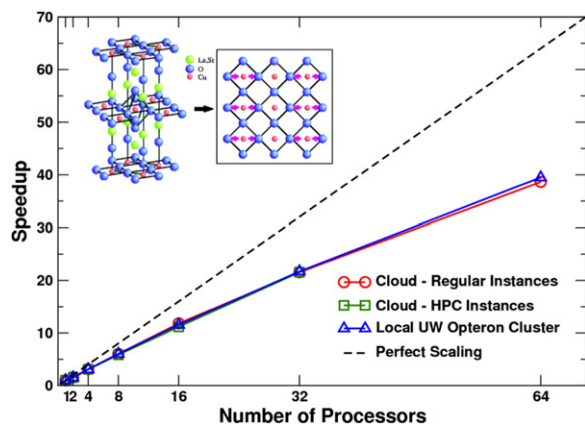 70
60
50
40
30
20
10
0
Speedup
La,St
O
Cu
Cloud - Regular Instances
Cloud - HPC Instances
Local UW Opteron Cluster
Perfect Scaling
1 2 4 8 16 32 64
Number of Processors